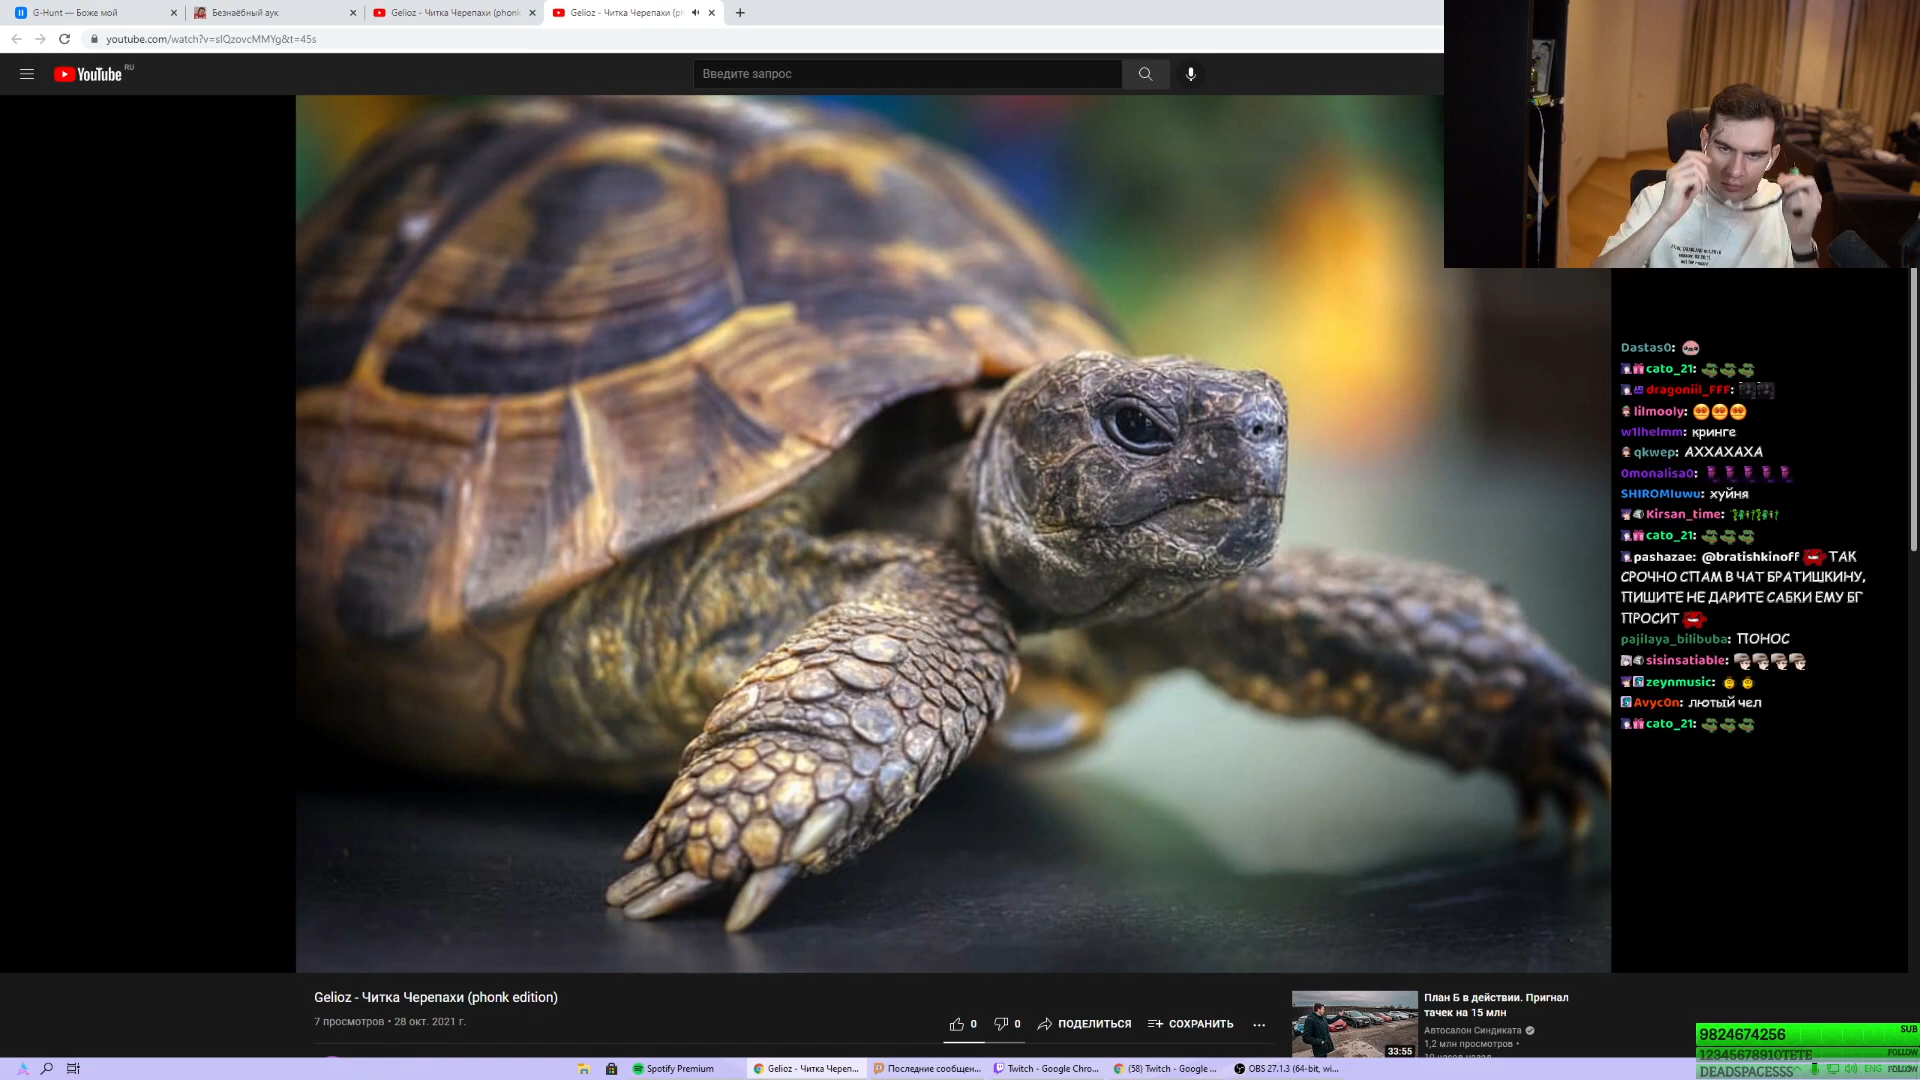 G-Hunt — Боже мой
Безнаёбный аук
Gelioz - Читка Черепахи (phonk
Gelioz - Читка Черепахи (ph
youtube.com/watch?v=sIQzovcMMYg&t=45s
YouTube RU
Введите запрос
Dastas0:
cato_21:
dragoniil_FFF:
lilmooly:
w1lhelmm: кринге
qkwep: АХХАХАХА
0monalisa0:
SHIROMIuwu: хуйня
Kirsan_time:
cato_21:
pashazae: @bratishkinoff ТАК
СРОЧНО СПАМ В ЧАТ БРАТИШКИНУ,
ПИШИТЕ НЕ ДАРИТЕ САБКИ ЕМУ БГ
ПРОСИТ
pajilaya_bilibuba: ПОНОС
sisinsatiable:
zeynmusic:
Avyc0n: лютый чел
cato_21:
Gelioz - Читка Черепахи (phonk edition)
7 просмотров • 28 окт. 2021 г.
0
0
ПОДЕЛИТЬСЯ
СОХРАНИТЬ
33:55
План Б в действии. Пригнал
тачек на 15 млн
Автосалон Синдиката
1,2 млн просмотров •
9824674256 SUB
12345678910TETE FOLLOW
DEADSPACESSS FOLLOW
Spotify Premium
Gelioz - Читка Череп...
Последние сообщен...
Twitch - Google Chro...
(58) Twitch - Google ...
OBS 27.1.3 (64-bit, wi...
ENG